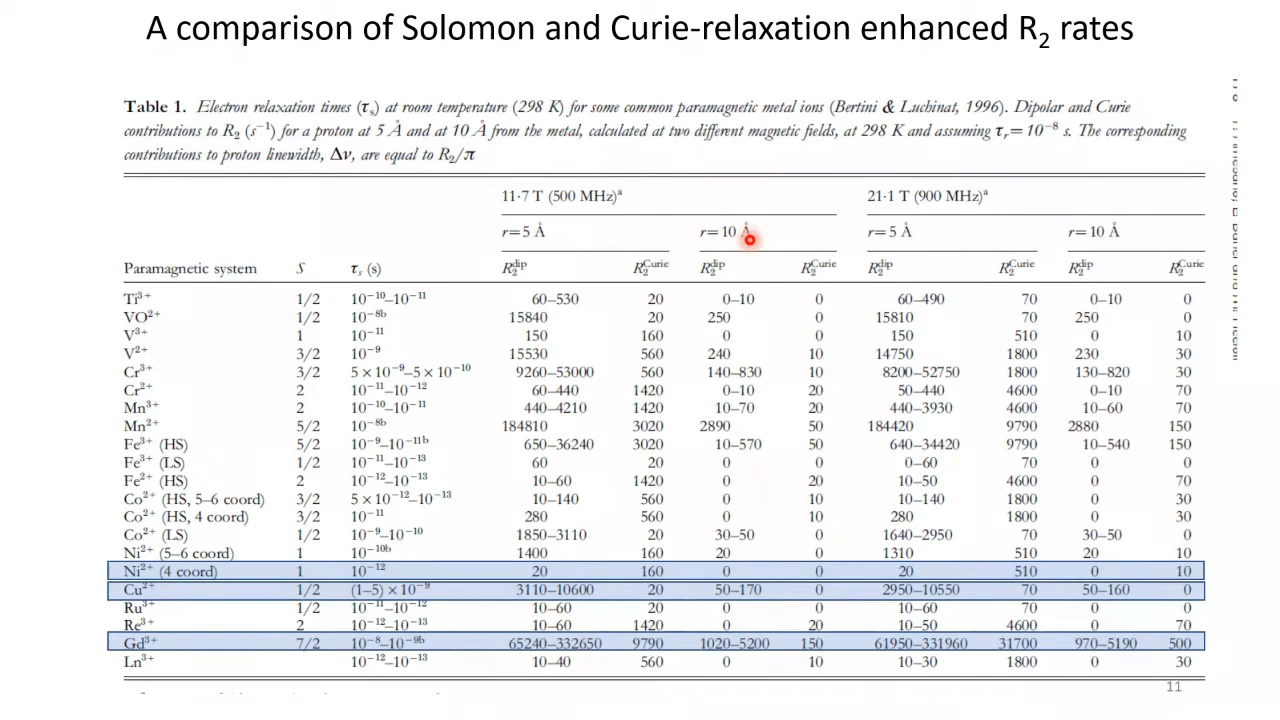 A comparison of Solomon and Curie-relaxation enhanced R₂ rates
Table 1. Electron relaxation times (τₛ) at room temperature (298 K) for some common paramagnetic metal ions (Bertini & Luchinat, 1996). Dipolar and Curie
contributions to R₂ (s⁻¹) for a proton at 5 Å and at 10 Å from the metal, calculated at two different magnetic fields, at 298 K and assuming τᵣ = 10⁻⁸ s. The corresponding
contributions to proton linewidth, Δν, are equal to R₂/π
11·7 T (500 MHz)ᵃ 21·1 T (900 MHz)ᵃ
r = 5 Å r = 10 Å r = 5 Å r = 10 Å
Paramagnetic system S τₛ (s) R₂dip R₂Curie R₂dip R₂Curie R₂dip R₂Curie R₂dip R₂Curie
Ti³⁺ 1/2 10⁻¹⁰–10⁻¹¹ 60–530 20 0–10 0 60–490 70 0–10 0
VO²⁺ 1/2 10⁻⁸ᵇ 15840 20 250 0 15810 70 250 0
V³⁺ 1 10⁻¹¹ 150 160 0 0 150 510 0 10
V²⁺ 3/2 10⁻⁹ 15530 560 240 10 14750 1800 230 30
Cr³⁺ 3/2 5 × 10⁻⁹–5 × 10⁻¹⁰ 9260–53000 560 140–830 10 8200–52750 1800 130–820 30
Cr²⁺ 2 10⁻¹¹–10⁻¹² 60–440 1420 0–10 20 50–440 4600 0–10 70
Mn³⁺ 2 10⁻¹⁰–10⁻¹¹ 440–4210 1420 10–70 20 440–3930 4600 10–60 70
Mn²⁺ 5/2 10⁻⁸ᵇ 184810 3020 2890 50 184420 9790 2880 150
Fe³⁺ (HS) 5/2 10⁻⁹–10⁻¹¹ᵇ 650–36240 3020 10–570 50 640–34420 9790 10–540 150
Fe³⁺ (LS) 1/2 10⁻¹¹–10⁻¹³ 60 20 0 0 0–60 70 0 0
Fe²⁺ (HS) 2 10⁻¹²–10⁻¹³ 10–60 1420 0 20 10–50 4600 0 70
Co²⁺ (HS, 5–6 coord) 3/2 5 × 10⁻¹²–10⁻¹³ 10–140 560 0 10 10–140 1800 0 30
Co²⁺ (HS, 4 coord) 3/2 10⁻¹¹ 280 560 0 10 280 1800 0 30
Co²⁺ (LS) 1/2 10⁻⁹–10⁻¹⁰ 1850–3110 20 30–50 0 1640–2950 70 30–50 0
Ni²⁺ (5–6 coord) 1 10⁻¹⁰ᵇ 1400 160 20 0 1310 510 20 10
Ni²⁺ (4 coord) 1 10⁻¹² 20 160 0 0 20 510 0 10
Cu²⁺ 1/2 (1–5) × 10⁻⁹ 3110–10600 20 50–170 0 2950–10550 70 50–160 0
Ru³⁺ 1/2 10⁻¹¹–10⁻¹² 10–60 20 0 0 10–60 70 0 0
Re³⁺ 2 10⁻¹²–10⁻¹³ 10–60 1420 0 20 10–50 4600 0 70
Gd³⁺ 7/2 10⁻⁸–10⁻⁹ᵇ 65240–332650 9790 1020–5200 150 61950–331960 31700 970–5190 500
Ln³⁺ 10⁻¹²–10⁻¹³ 10–40 560 0 10 10–30 1800 0 30
11